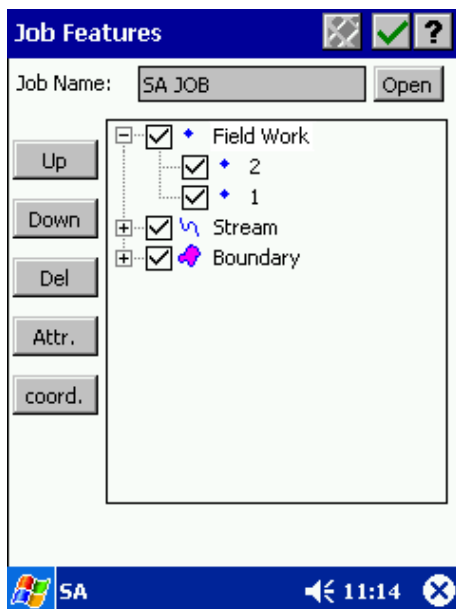 Job Features ?
Job Name: SA JOB Open
Up
Down
Del
Attr.
coord.
Field Work
2
1
Stream
Boundary
SA 11:14